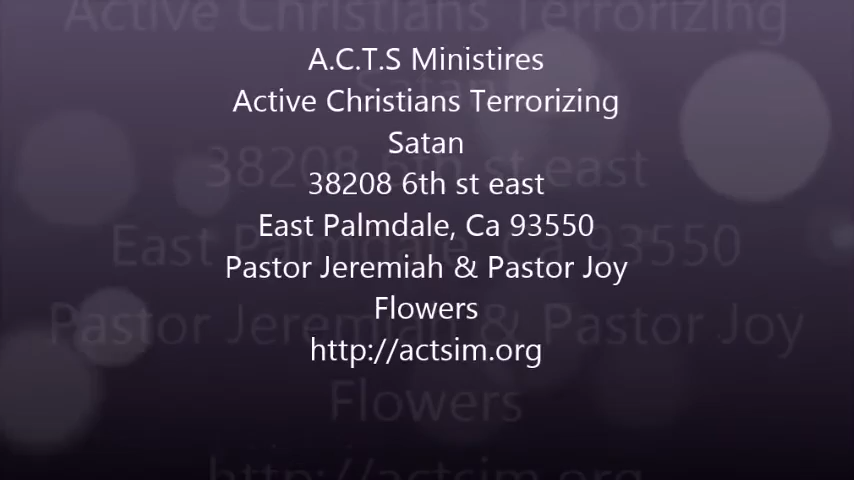 A.C.T.S Ministires
Active Christians Terrorizing
Satan
38208 6th st east
East Palmdale, Ca 93550
Pastor Jeremiah & Pastor Joy
Flowers
http://actsim.org